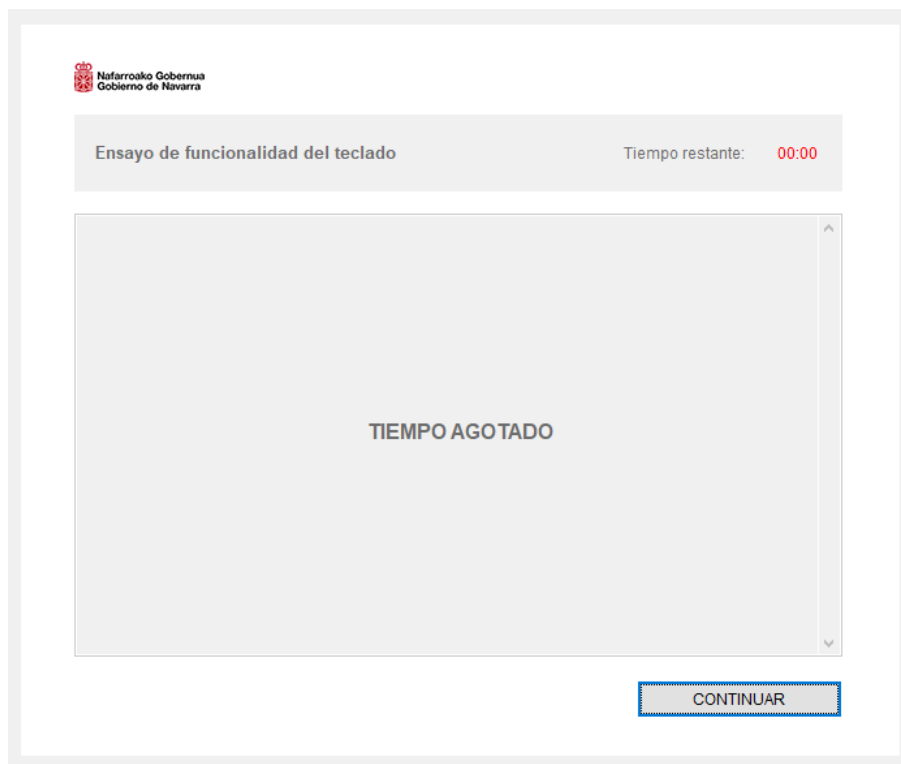 Nafarroako Gobernua
Gobierno de Navarra
Ensayo de funcionalidad del teclado Tiempo restante: 00:00
TIEMPO AGOTADO
CONTINUAR